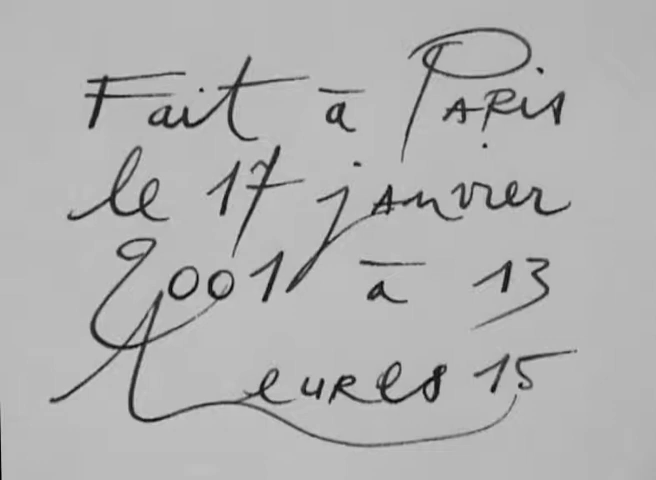 Fait à Paris
le 17 janvier
2001 à 13
heures 15